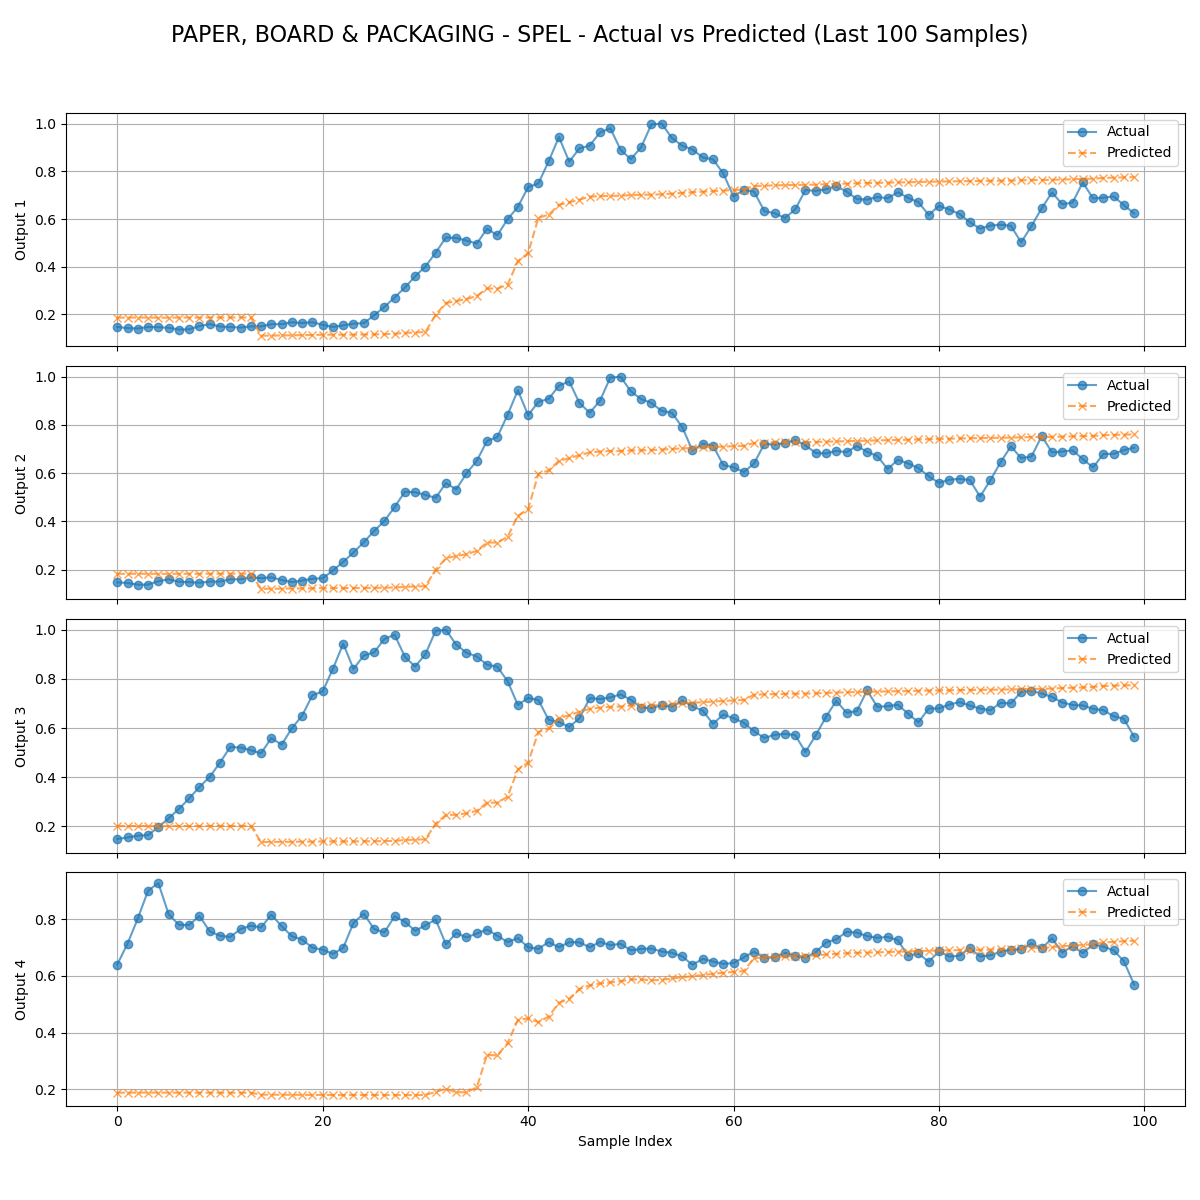 PAPER, BOARD & PACKAGING - SPEL - Actual vs Predicted (Last 100 Samples)
1.0
0.8
0.6
0.4
0.2
Output 1
Actual
Predicted
1.0
0.8
0.6
0.4
0.2
Output 2
Actual
Predicted
1.0
0.8
0.6
0.4
0.2
Output 3
Actual
Predicted
0.8
0.6
0.4
0.2
Output 4
Actual
Predicted
0 20 40 60 80 100
Sample Index